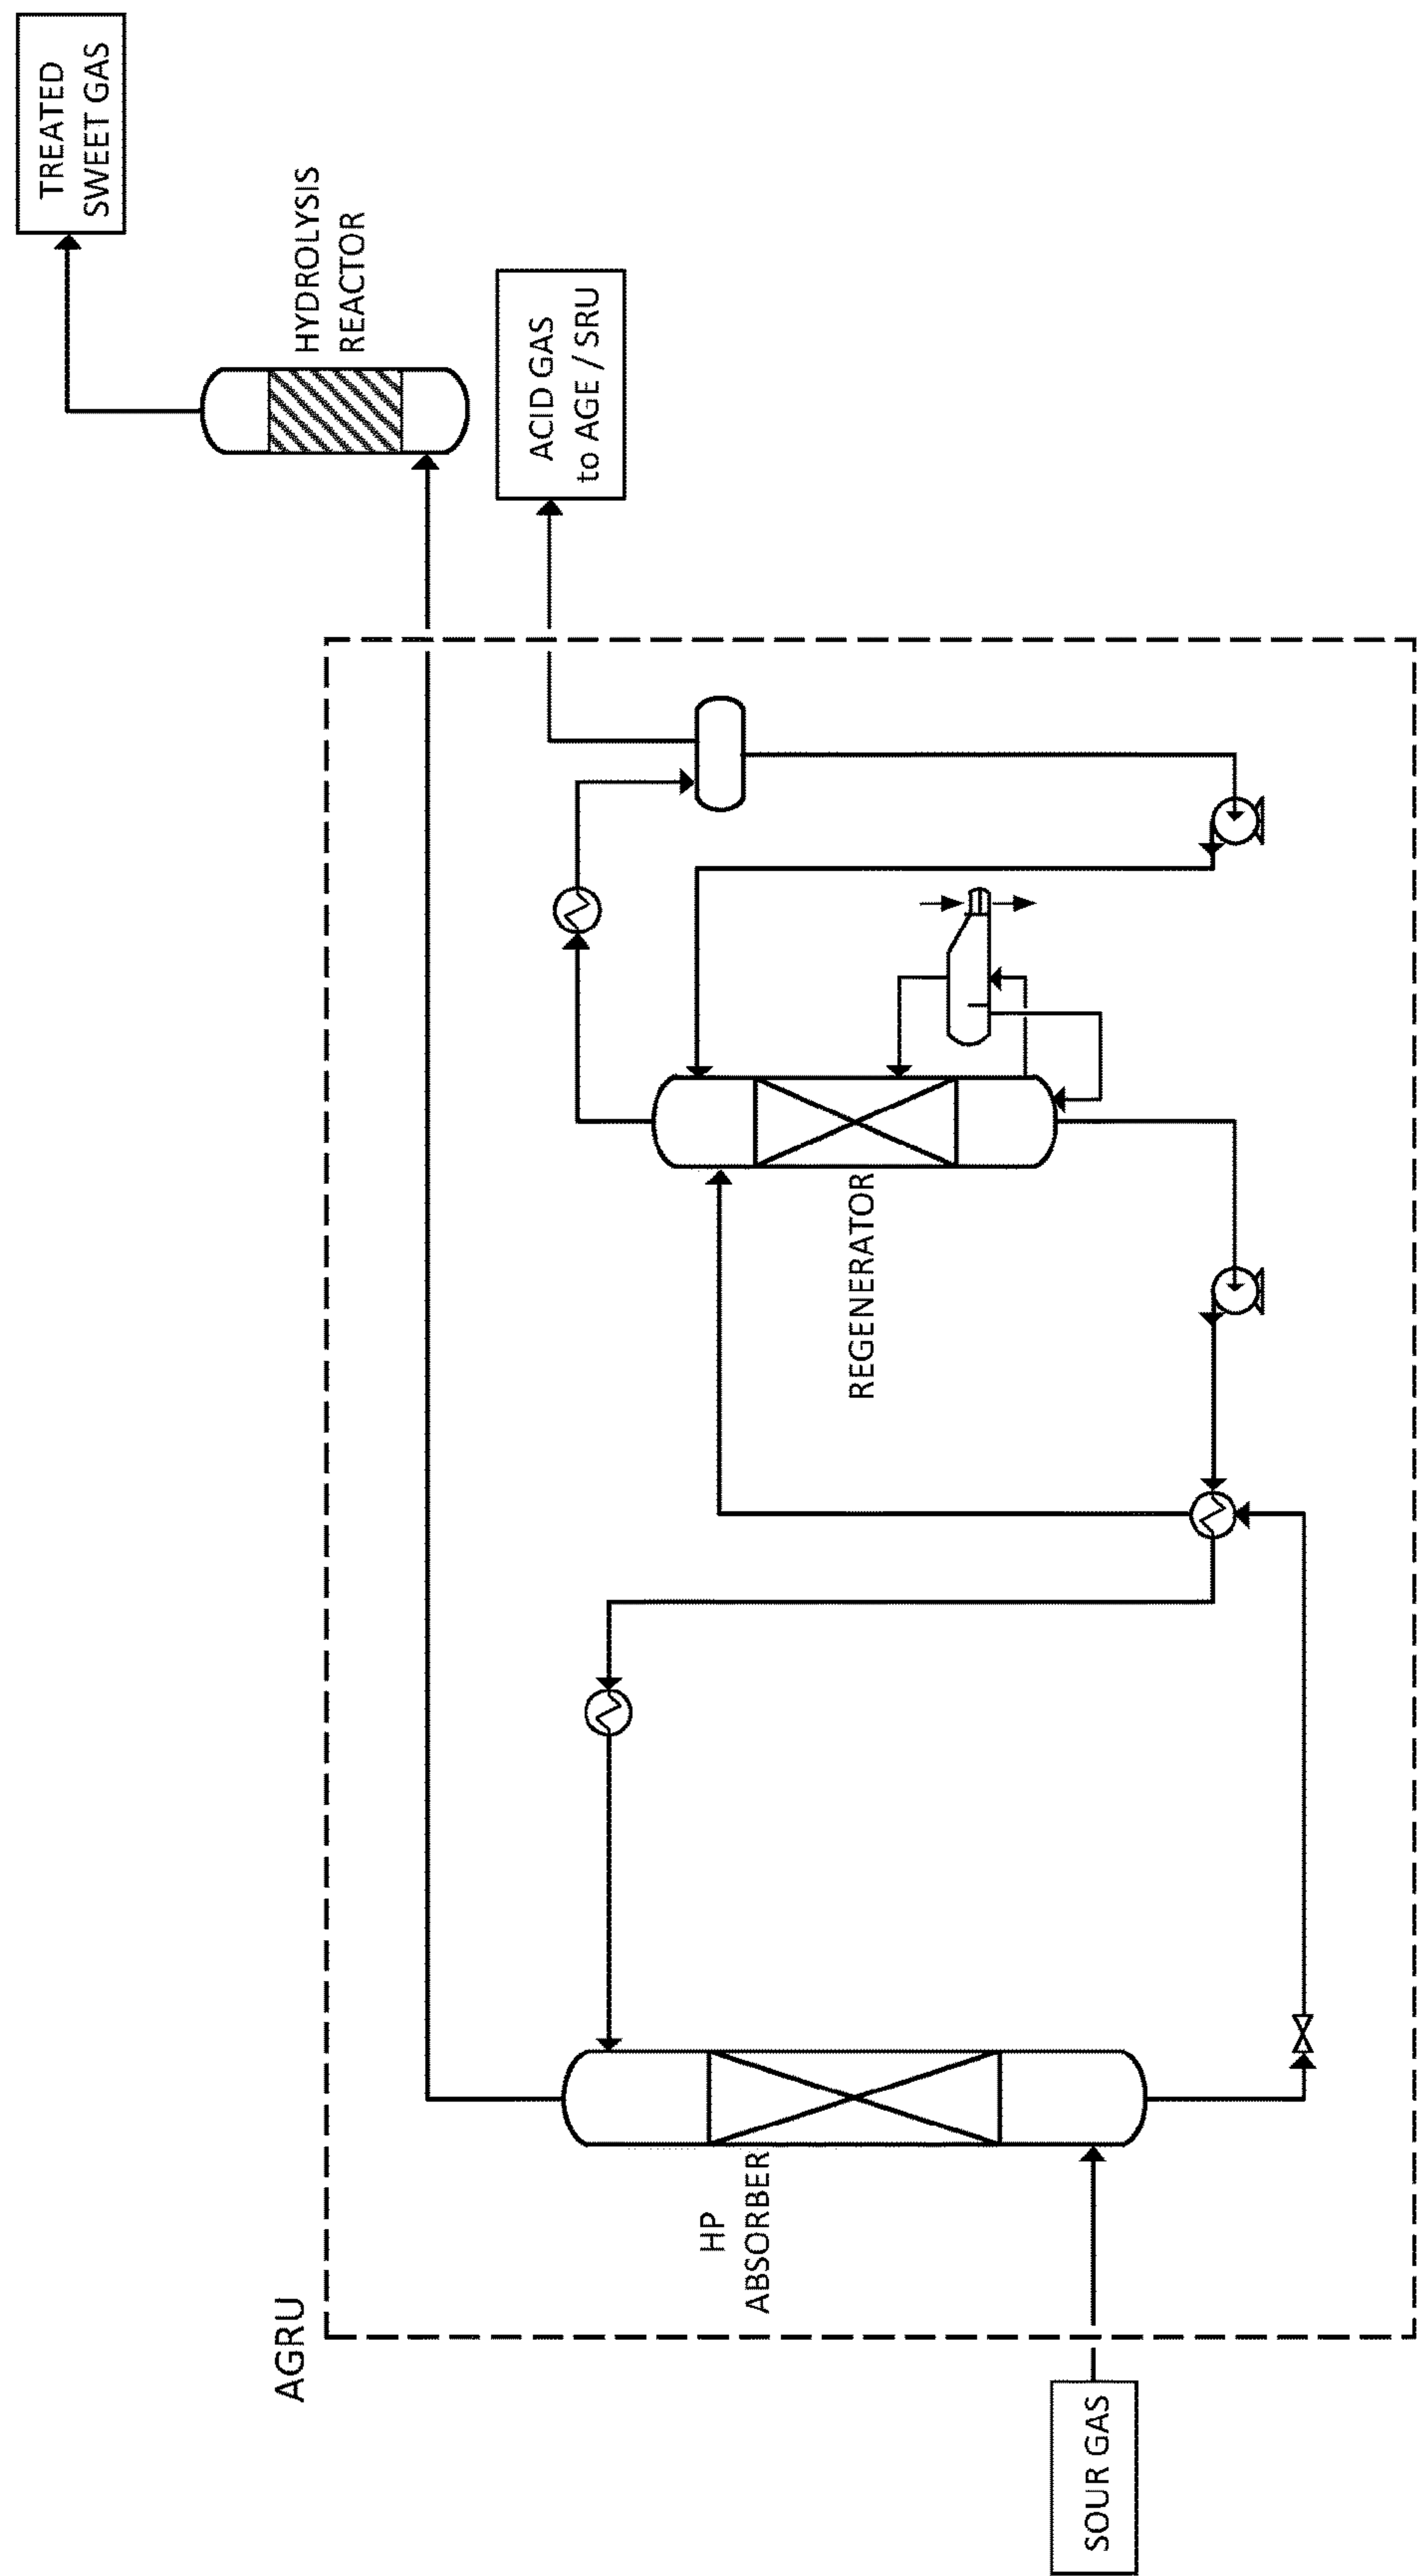 AGRU
SOUR GAS
HP
ABSORBER
REGENERATOR
HYDROLYSIS
REACTOR
ACID GAS
to AGE / SRU
TREATED
SWEET GAS